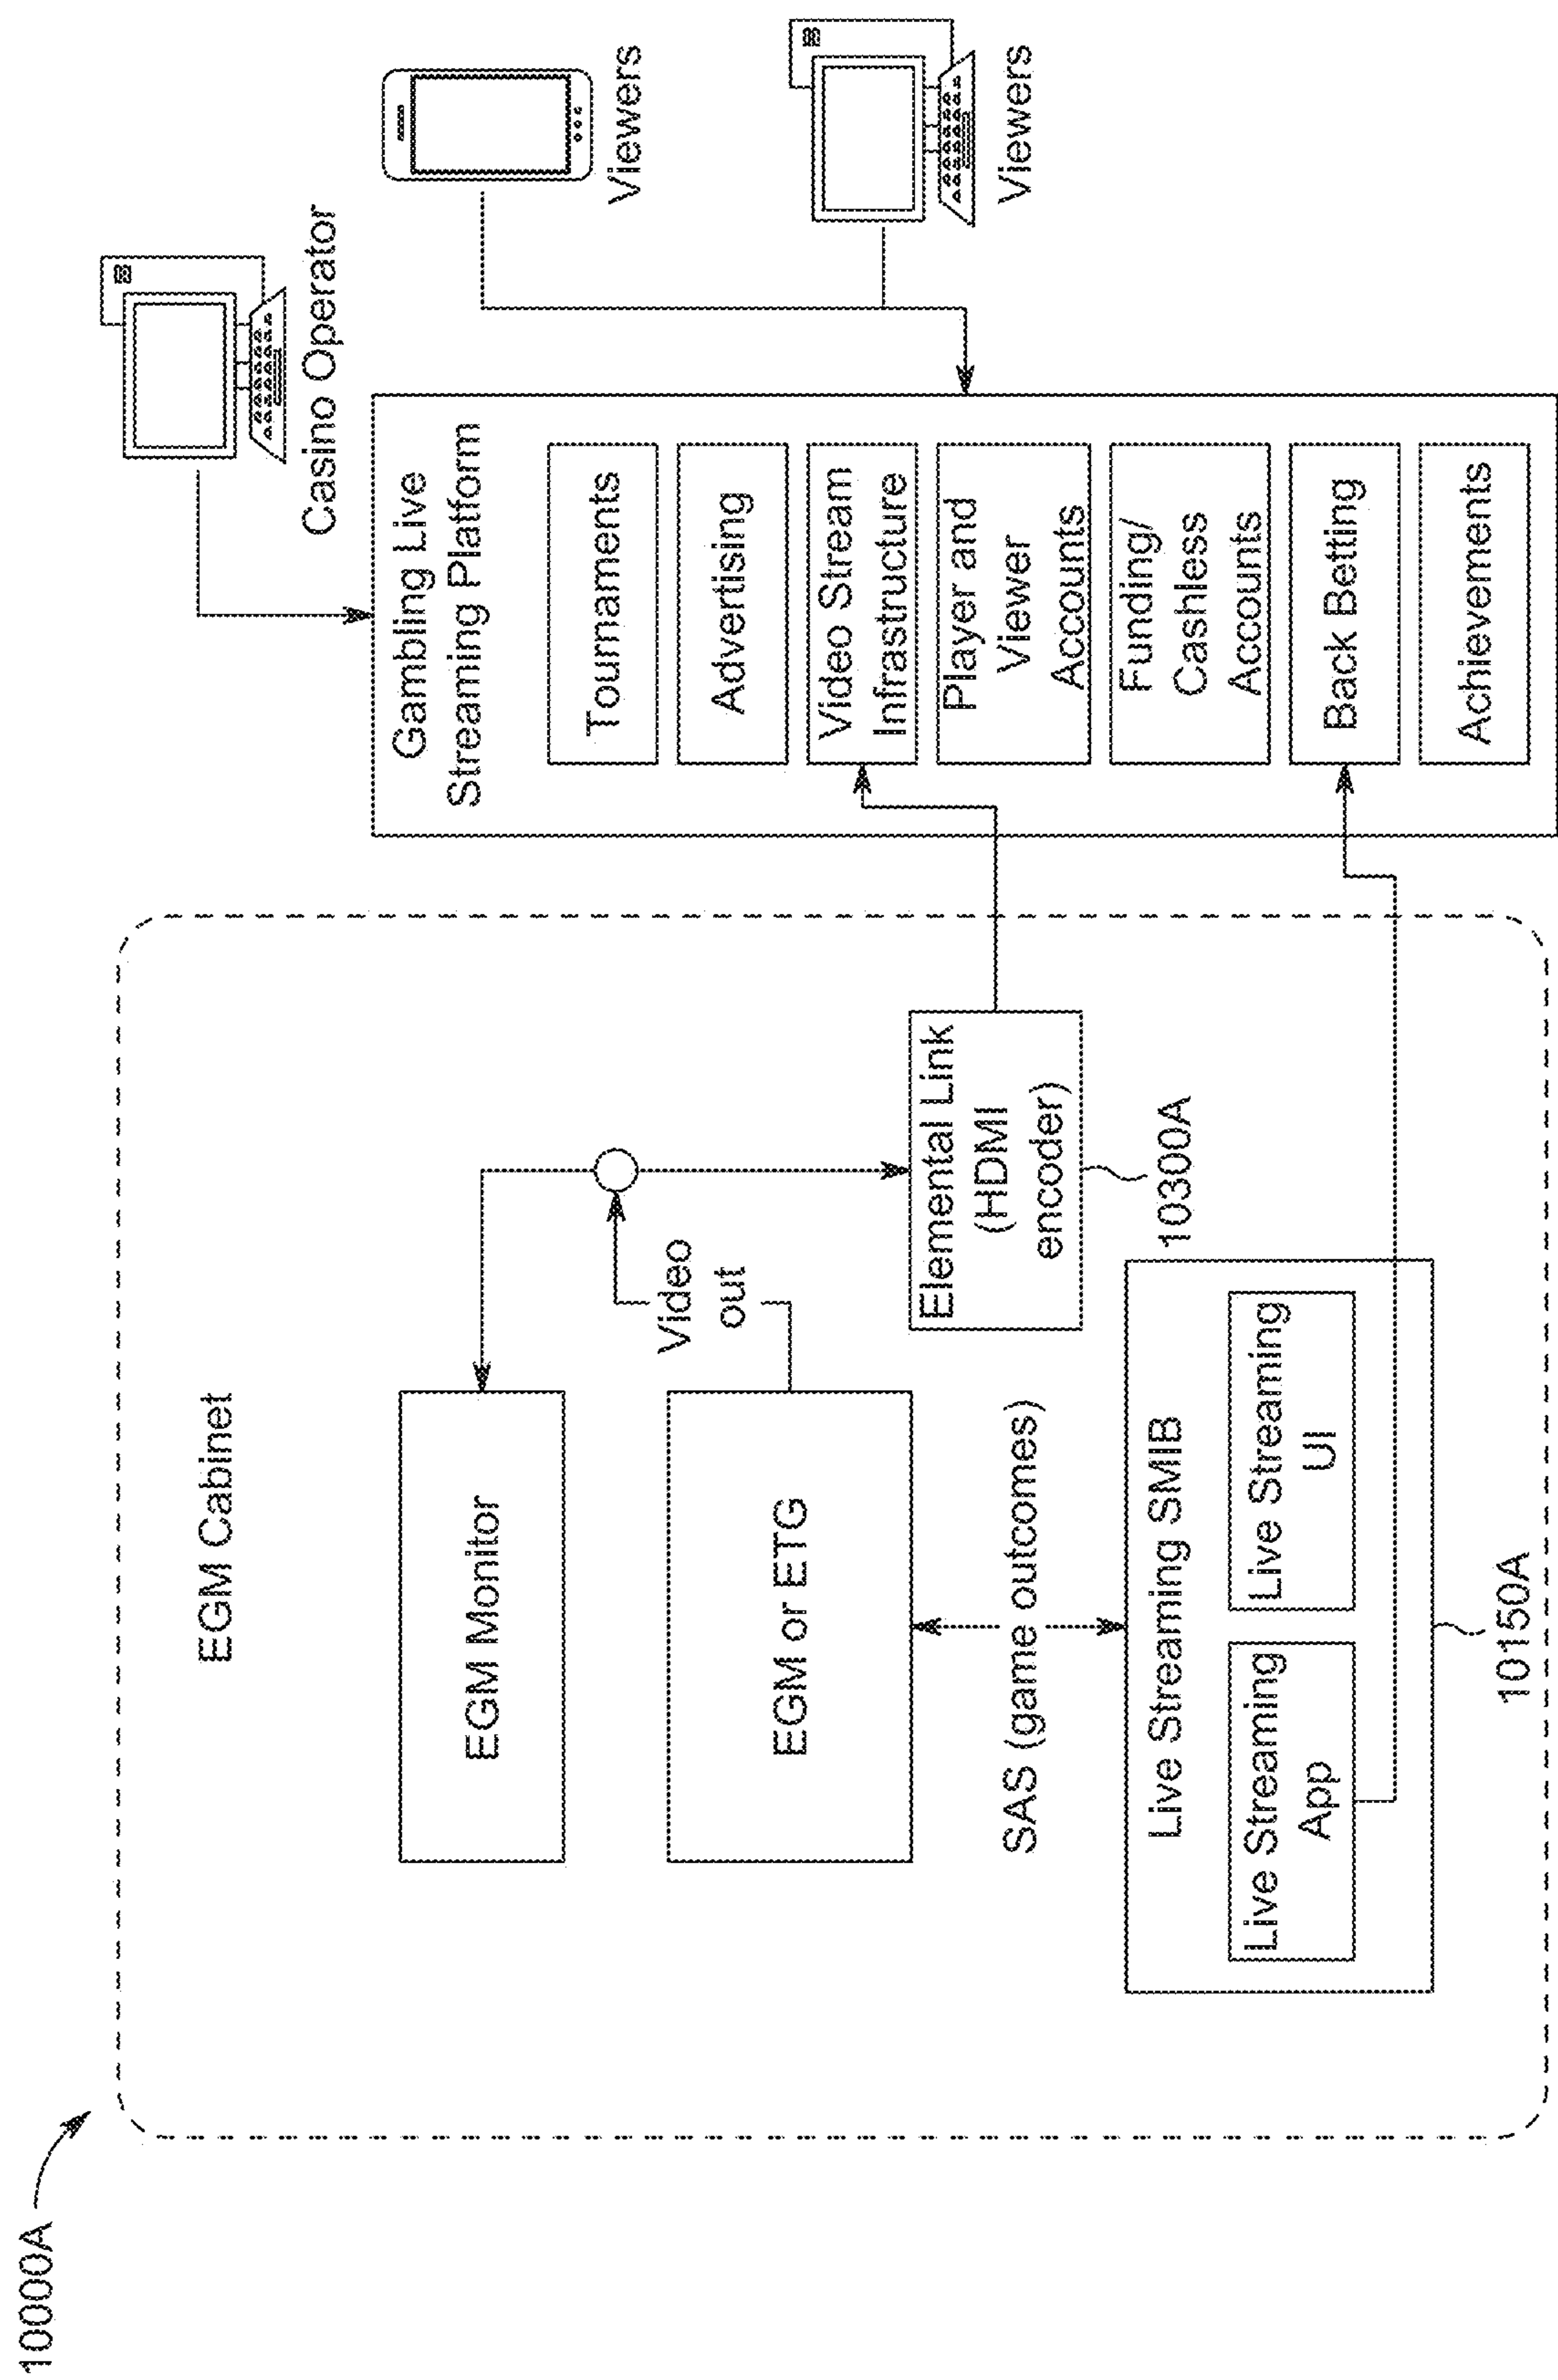 10000A
EGM Cabinet
EGM Monitor
EGM or ETG
Video
out
SAS (game outcomes)
Elemental Link
(HDMI
encoder)
10300A
Live Streaming SMIB
Live Streaming
App
Live Streaming
UI
10150A
Casino Operator
Viewers
Viewers
Gambling Live
Streaming Platform
Tournaments
Advertising
Video Stream
Infrastructure
Player and
Viewer
Accounts
Funding/
Cashless
Accounts
Back Betting
Achievements